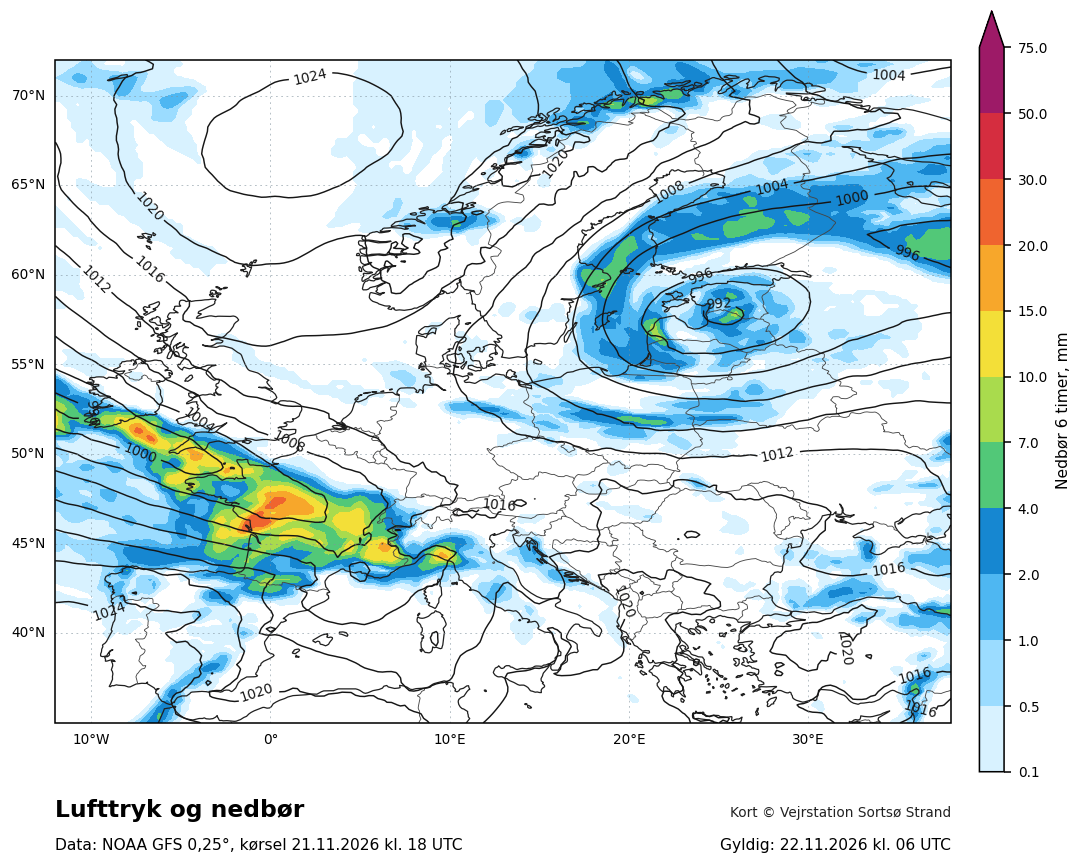 75.0
50.0
30.0
20.0
15.0
10.0
7.0
4.0
2.0
1.0
0.5
0.1
Nedbør 6 timer, mm
70°N
65°N
60°N
55°N
50°N
45°N
40°N
10°W
0°
10°E
20°E
30°E
1024
1004
1020
1008
1004
1000
1020
1016
1012
996
996
992
1004
1008
1000
1012
1016
1016
1024
1020
1020
1020
1016
1016
Lufttryk og nedbør
Kort © Vejrstation Sortsø Strand
Data: NOAA GFS 0,25°, kørsel 21.11.2026 kl. 18 UTC
Gyldig: 22.11.2026 kl. 06 UTC